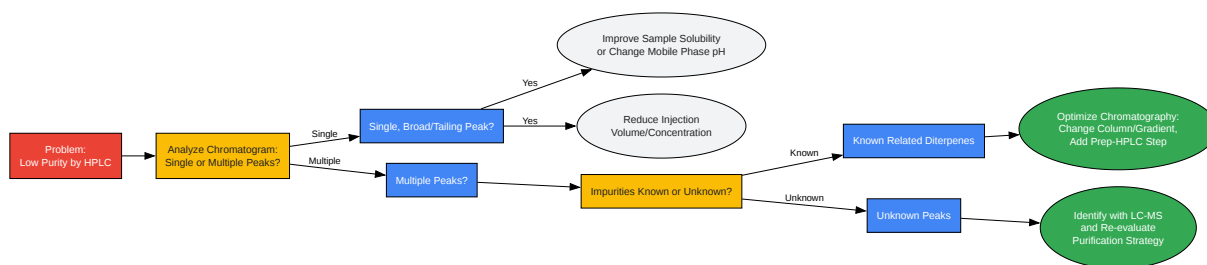 Problem:
Low Purity by HPLC
Analyze Chromatogram:
Single or Multiple Peaks?
Single
Multiple
Single, Broad/Tailing Peak?
Yes
Yes
Improve Sample Solubility
or Change Mobile Phase pH
Reduce Injection
Volume/Concentration
Multiple Peaks?
Impurities Known or Unknown?
Known
Unknown
Known Related Diterpenes
Optimize Chromatography:
Change Column/Gradient,
Add Prep-HPLC Step
Unknown Peaks
Identify with LC-MS
and Re-evaluate
Purification Strategy